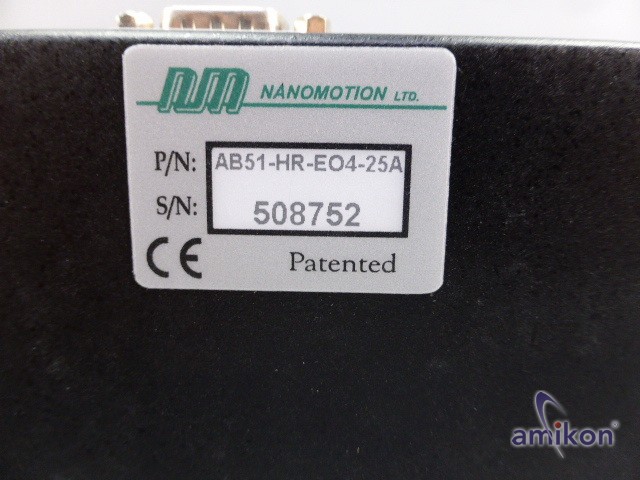 NM NANOMOTION LTD.
P/N: AB51-HR-EO4-25A
S/N: 508752
CE Patented
amikon